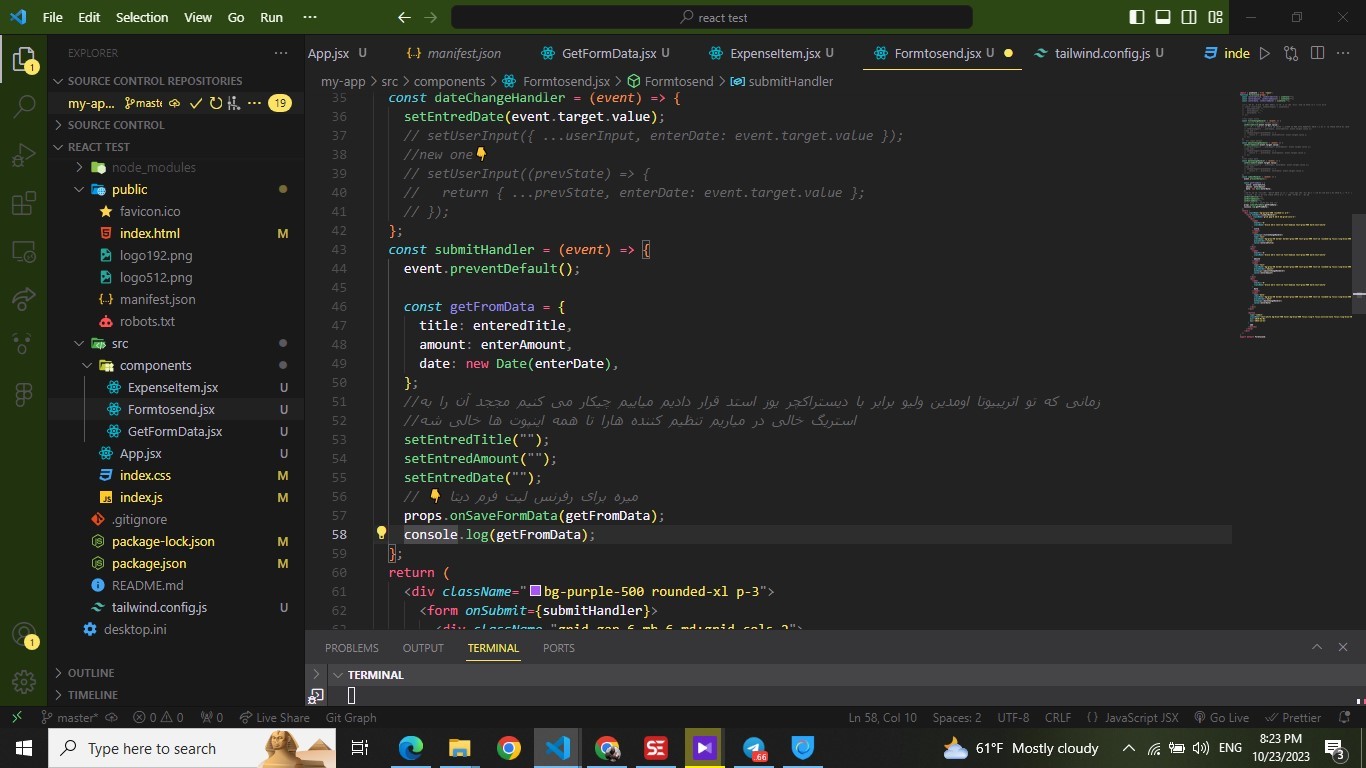 File Edit Selection View Go Run ··· react test
EXPLORER ···
SOURCE CONTROL REPOSITORIES
my-ap... master ··· 19
SOURCE CONTROL
REACT TEST
node_modules
public
favicon.ico
index.html M
logo192.png
logo512.png
manifest.json
robots.txt
src
components
ExpenseItem.jsx U
Formtosend.jsx U
GetFormData.jsx U
App.jsx U
index.css M
index.js M
.gitignore
package-lock.json M
package.json M
README.md
tailwind.config.js U
desktop.ini
OUTLINE
TIMELINE
1
1
App.jsx U manifest.json GetFormData.jsx U ExpenseItem.jsx U Formtosend.jsx U tailwind.config.js U inde ···
my-app > src > components > Formtosend.jsx > Formtosend > submitHandler
35 const dateChangeHandler = (event) => {
36 setEntredDate(event.target.value);
37 // setUserInput({ ...userInput, enterDate: event.target.value });
38 //new one👇
39 // setUserInput((prevState) => {
40 //   return { ...prevState, enterDate: event.target.value };
41 // });
42 };
43 const submitHandler = (event) => {
44 event.preventDefault();
45
46 const getFromData = {
47 title: enteredTitle,
48 amount: enterAmount,
49 date: new Date(enterDate),
50 };
51 //زمانی که تو اتریبیوتا اومدین ولیو برابر با دیستراکچر یوز استد قرار دادیم میاییم چیکار می کنیم مجدد آن را به
52 //استریگ خالی در میاریم تنظیم کننده هارا تا همه اینپوت ها خالی شه
53 setEntredTitle("");
54 setEntredAmount("");
55 setEntredDate("");
56 // 👇 میره برای رفرنس لیت فرم دیتا
57 props.onSaveFormData(getFromData);
58 console.log(getFromData);
59 };
60 return (
61 <div className="bg-purple-500 rounded-xl p-3">
62 <form onSubmit={submitHandler}>
PROBLEMS OUTPUT TERMINAL PORTS
TERMINAL
master* 0 0 0 Live Share Git Graph Ln 58, Col 10 Spaces: 2 UTF-8 CRLF {} JavaScript JSX Go Live Prettier
Type here to search SE .66 61°F Mostly cloudy ENG 8:23 PM
10/23/2023 3